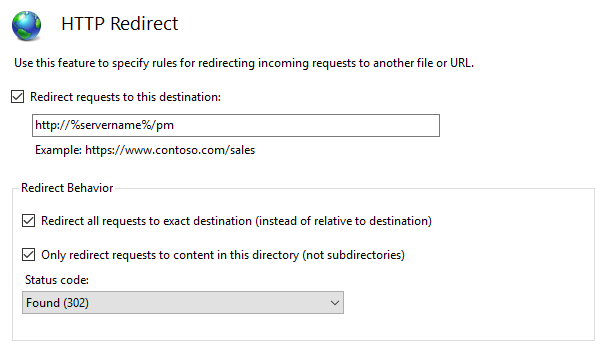 HTTP Redirect
Use this feature to specify rules for redirecting incoming requests to another file or URL.
Redirect requests to this destination:
http://%servername%/pm
Example: https://www.contoso.com/sales
Redirect Behavior
Redirect all requests to exact destination (instead of relative to destination)
Only redirect requests to content in this directory (not subdirectories)
Status code:
Found (302)